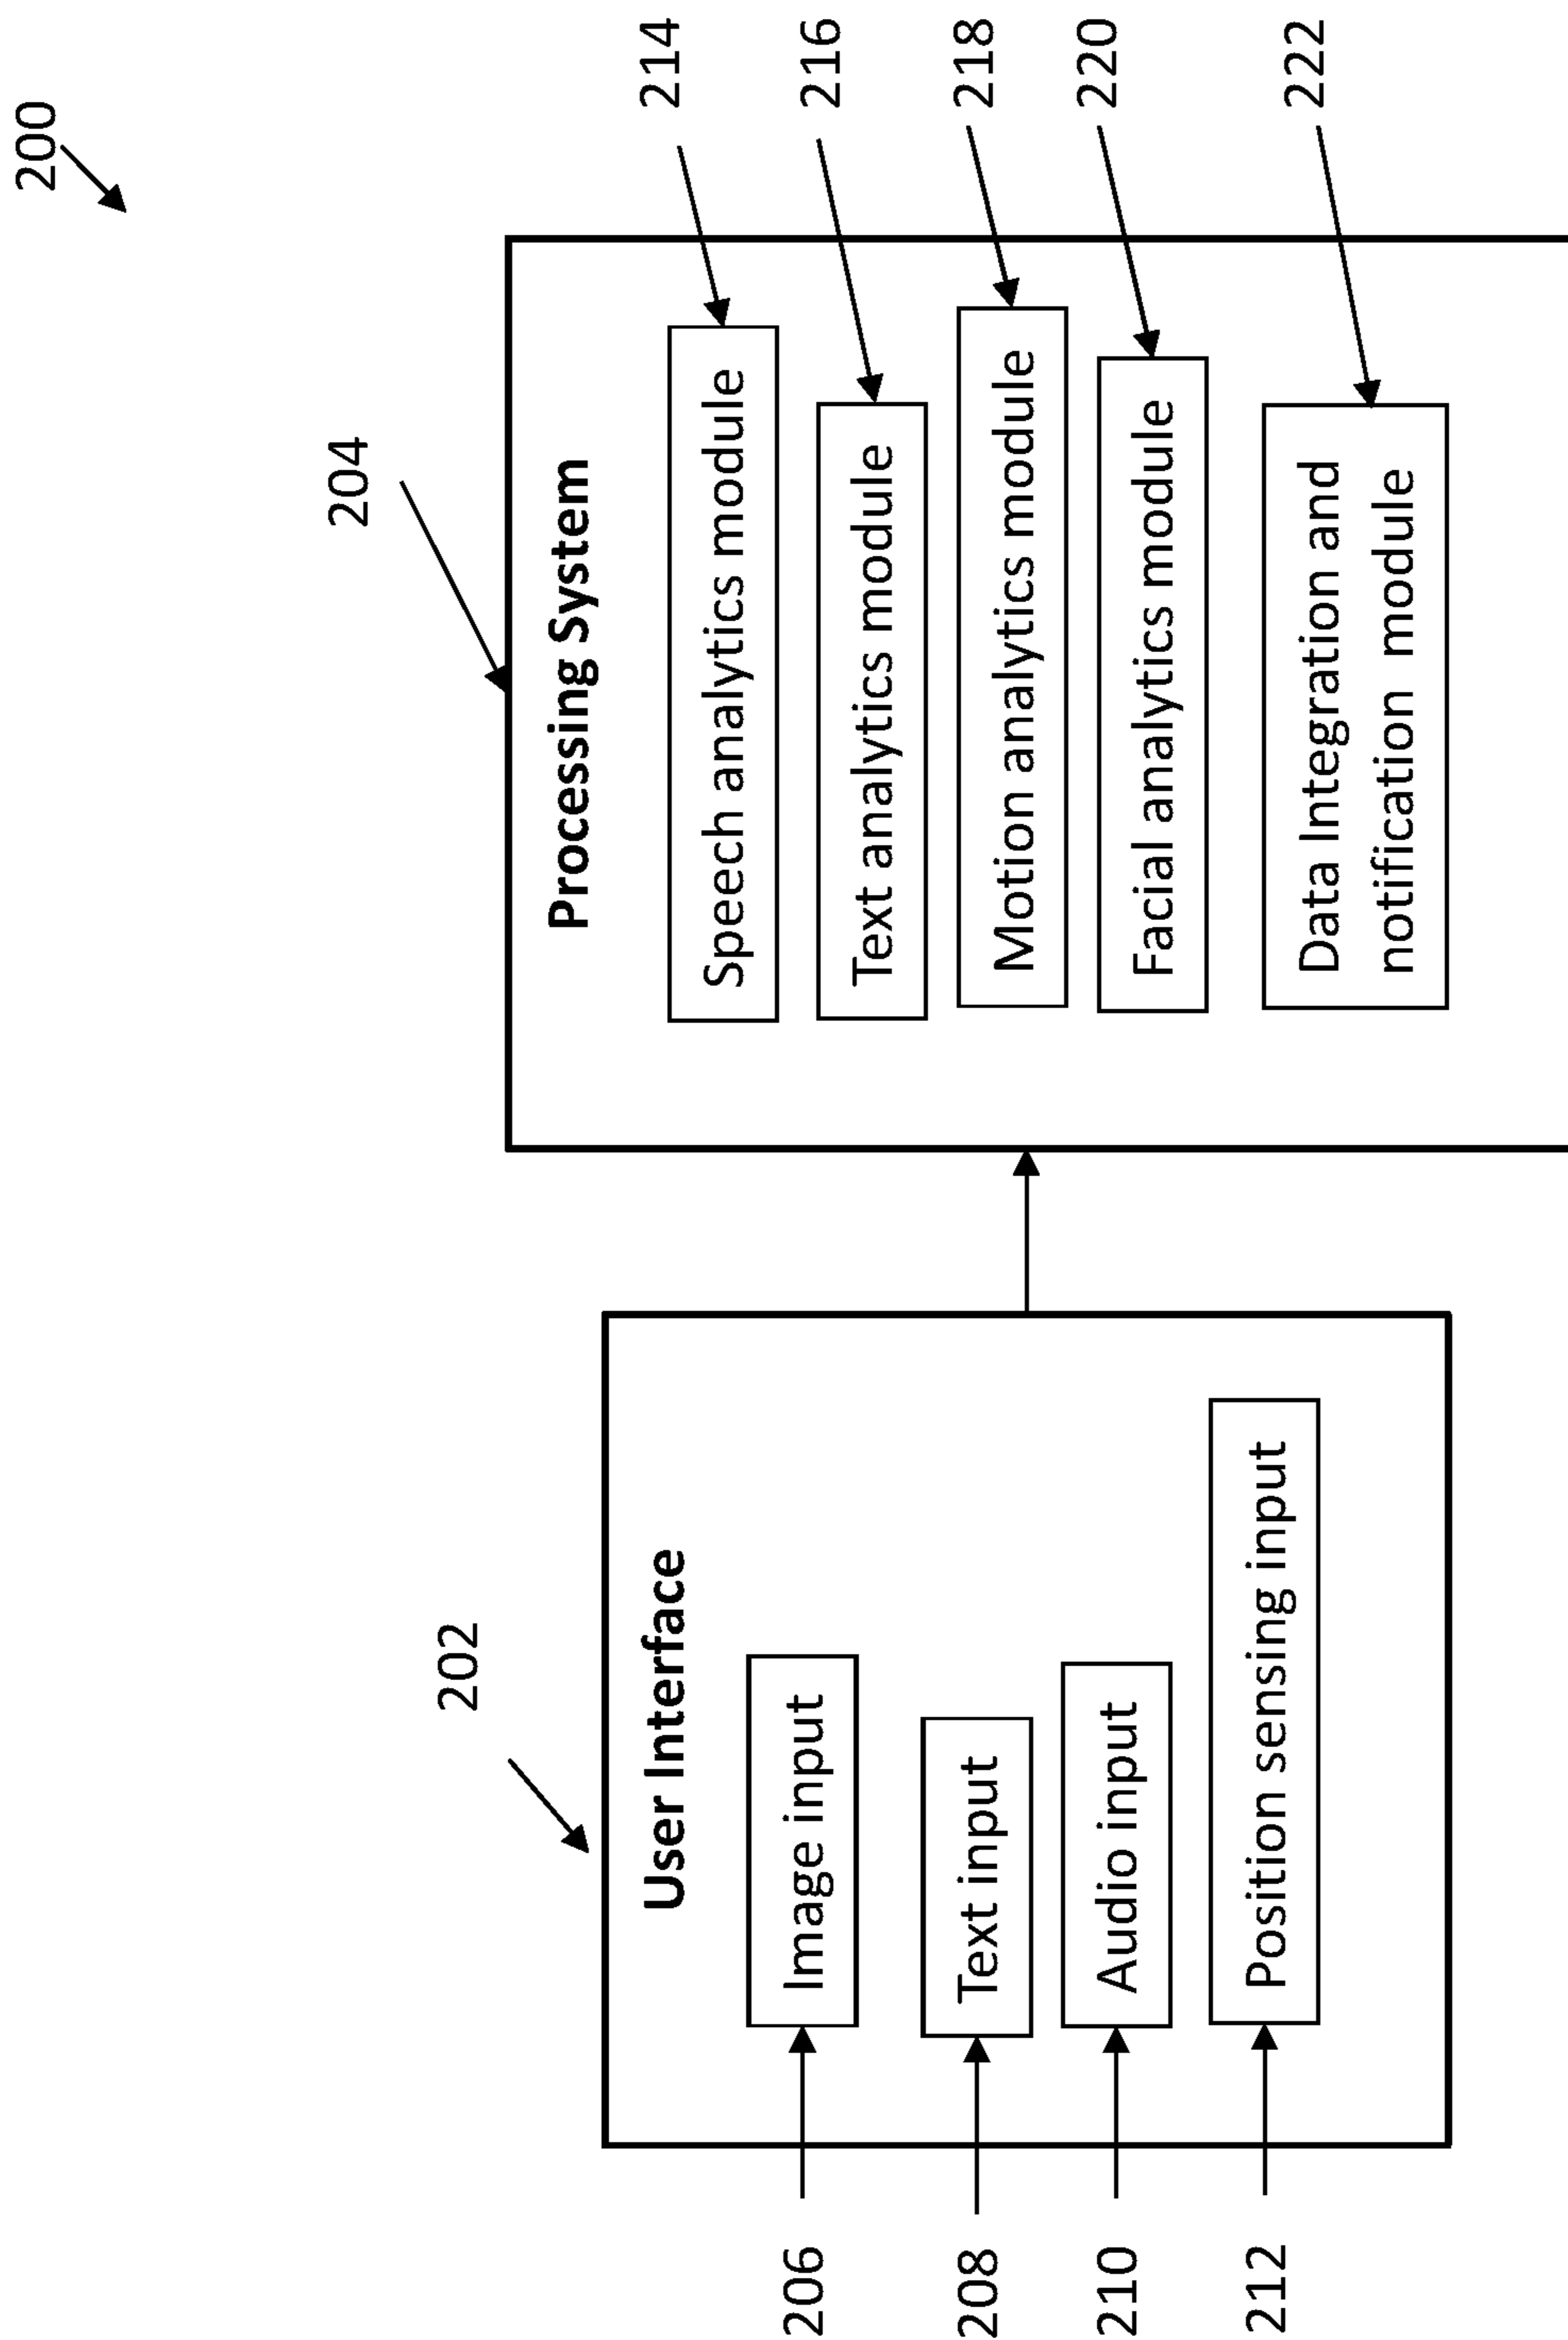 200
204
202
User Interface
206
Image input
208
Text input
210
Audio input
212
Position sensing input
Processing System
Speech analytics module
214
Text analytics module
216
Motion analytics module
218
Facial analytics module
220
Data Integration and
notification module
222